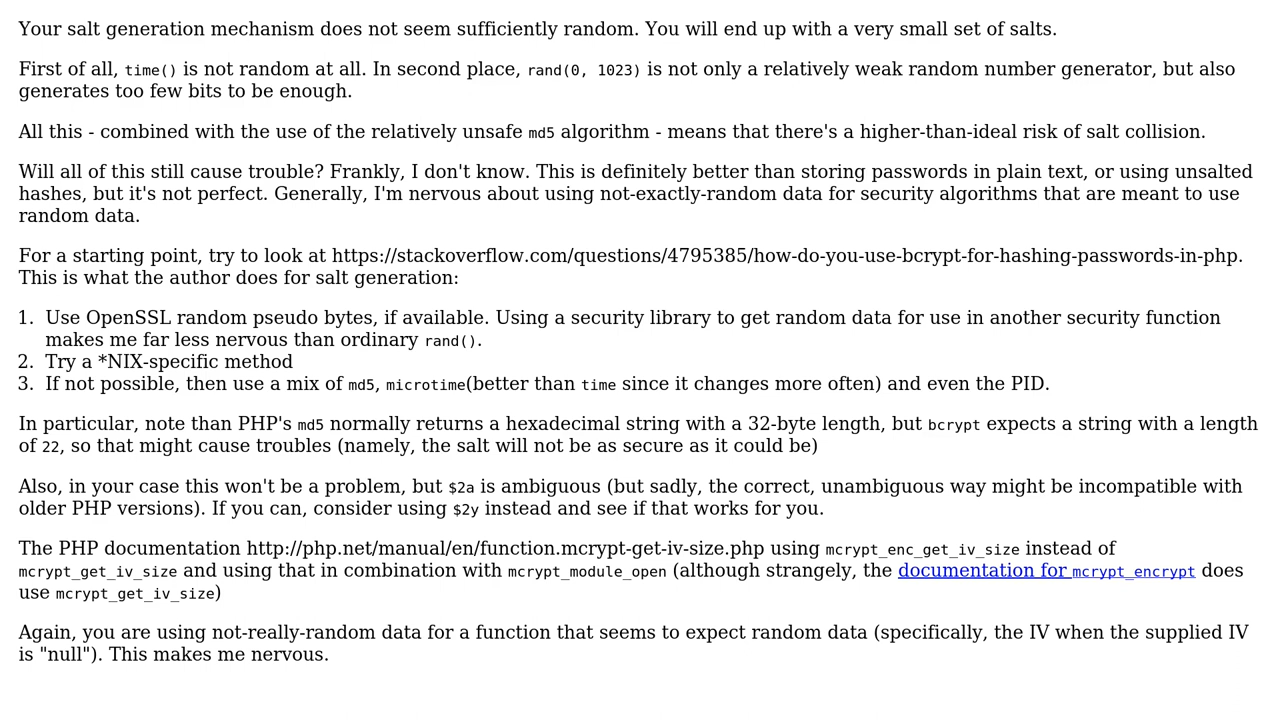 Your salt generation mechanism does not seem sufficiently random. You will end up with a very small set of salts.
First of all, time() is not random at all. In second place, rand(0, 1023) is not only a relatively weak random number generator, but also
generates too few bits to be enough.
All this - combined with the use of the relatively unsafe md5 algorithm - means that there's a higher-than-ideal risk of salt collision.
Will all of this still cause trouble? Frankly, I don't know. This is definitely better than storing passwords in plain text, or using unsalted
hashes, but it's not perfect. Generally, I'm nervous about using not-exactly-random data for security algorithms that are meant to use
random data.
For a starting point, try to look at https://stackoverflow.com/questions/4795385/how-do-you-use-bcrypt-for-hashing-passwords-in-php.
This is what the author does for salt generation:
1. Use OpenSSL random pseudo bytes, if available. Using a security library to get random data for use in another security function
makes me far less nervous than ordinary rand().
2. Try a *NIX-specific method
3. If not possible, then use a mix of md5, microtime(better than time since it changes more often) and even the PID.
In particular, note than PHP's md5 normally returns a hexadecimal string with a 32-byte length, but bcrypt expects a string with a length
of 22, so that might cause troubles (namely, the salt will not be as secure as it could be)
Also, in your case this won't be a problem, but $2a is ambiguous (but sadly, the correct, unambiguous way might be incompatible with
older PHP versions). If you can, consider using $2y instead and see if that works for you.
The PHP documentation http://php.net/manual/en/function.mcrypt-get-iv-size.php using mcrypt_enc_get_iv_size instead of
mcrypt_get_iv_size and using that in combination with mcrypt_module_open (although strangely, the documentation for mcrypt_encrypt does
use mcrypt_get_iv_size)
Again, you are using not-really-random data for a function that seems to expect random data (specifically, the IV when the supplied IV
is "null"). This makes me nervous.